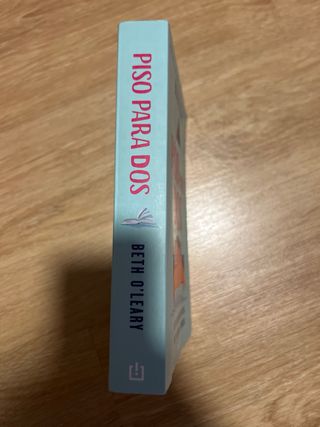 PISO PARA DOS
BETH O'LEARY